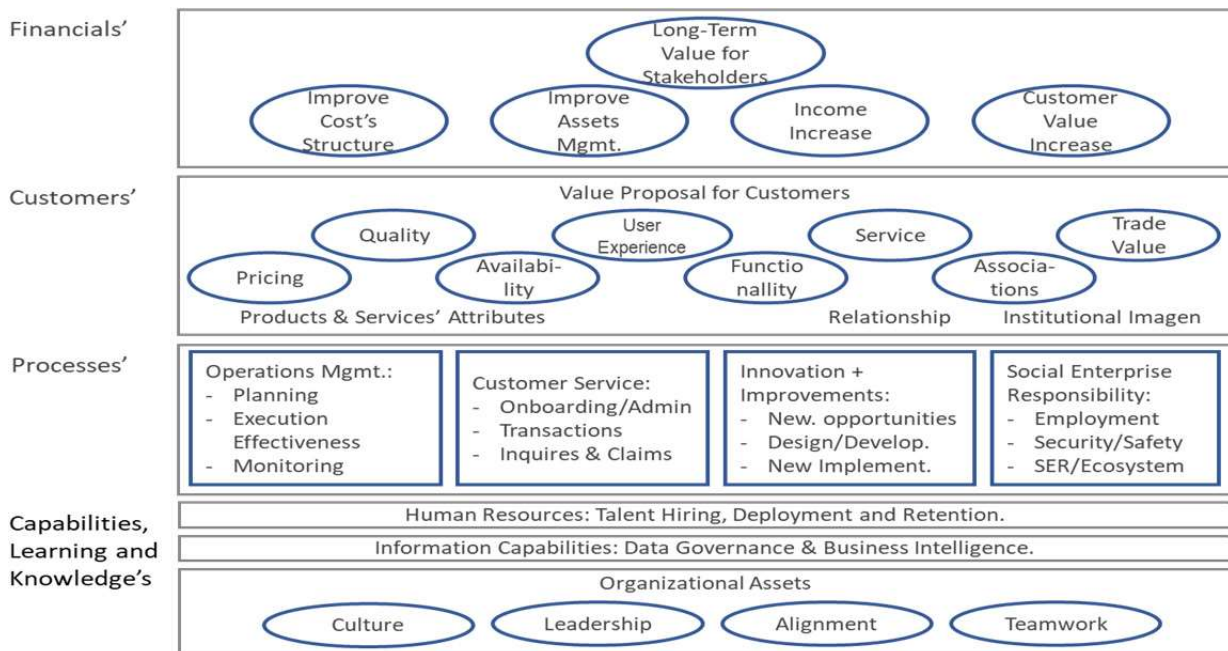 Financials'
Long-Term
Value for
Stakeholders
Improve
Cost's
Structure
Improve
Assets
Mgmt.
Income
Increase
Customer
Value
Increase
Customers'
Value Proposal for Customers
Quality
User
Experience
Service
Trade
Value
Pricing
Availabi-
lity
Functio
nallity
Associa-
tions
Products & Services' Attributes
Relationship
Institutional Imagen
Processes'
Operations Mgmt.:
- Planning
- Execution
Effectiveness
- Monitoring
Customer Service:
- Onboarding/Admin
- Transactions
- Inquires & Claims
Innovation +
Improvements:
- New. opportunities
- Design/Develop.
- New Implement.
Social Enterprise
Responsibility:
- Employment
- Security/Safety
- SER/Ecosystem
Capabilities,
Learning and
Knowledge's
Human Resources: Talent Hiring, Deployment and Retention.
Information Capabilities: Data Governance & Business Intelligence.
Organizational Assets
Culture
Leadership
Alignment
Teamwork